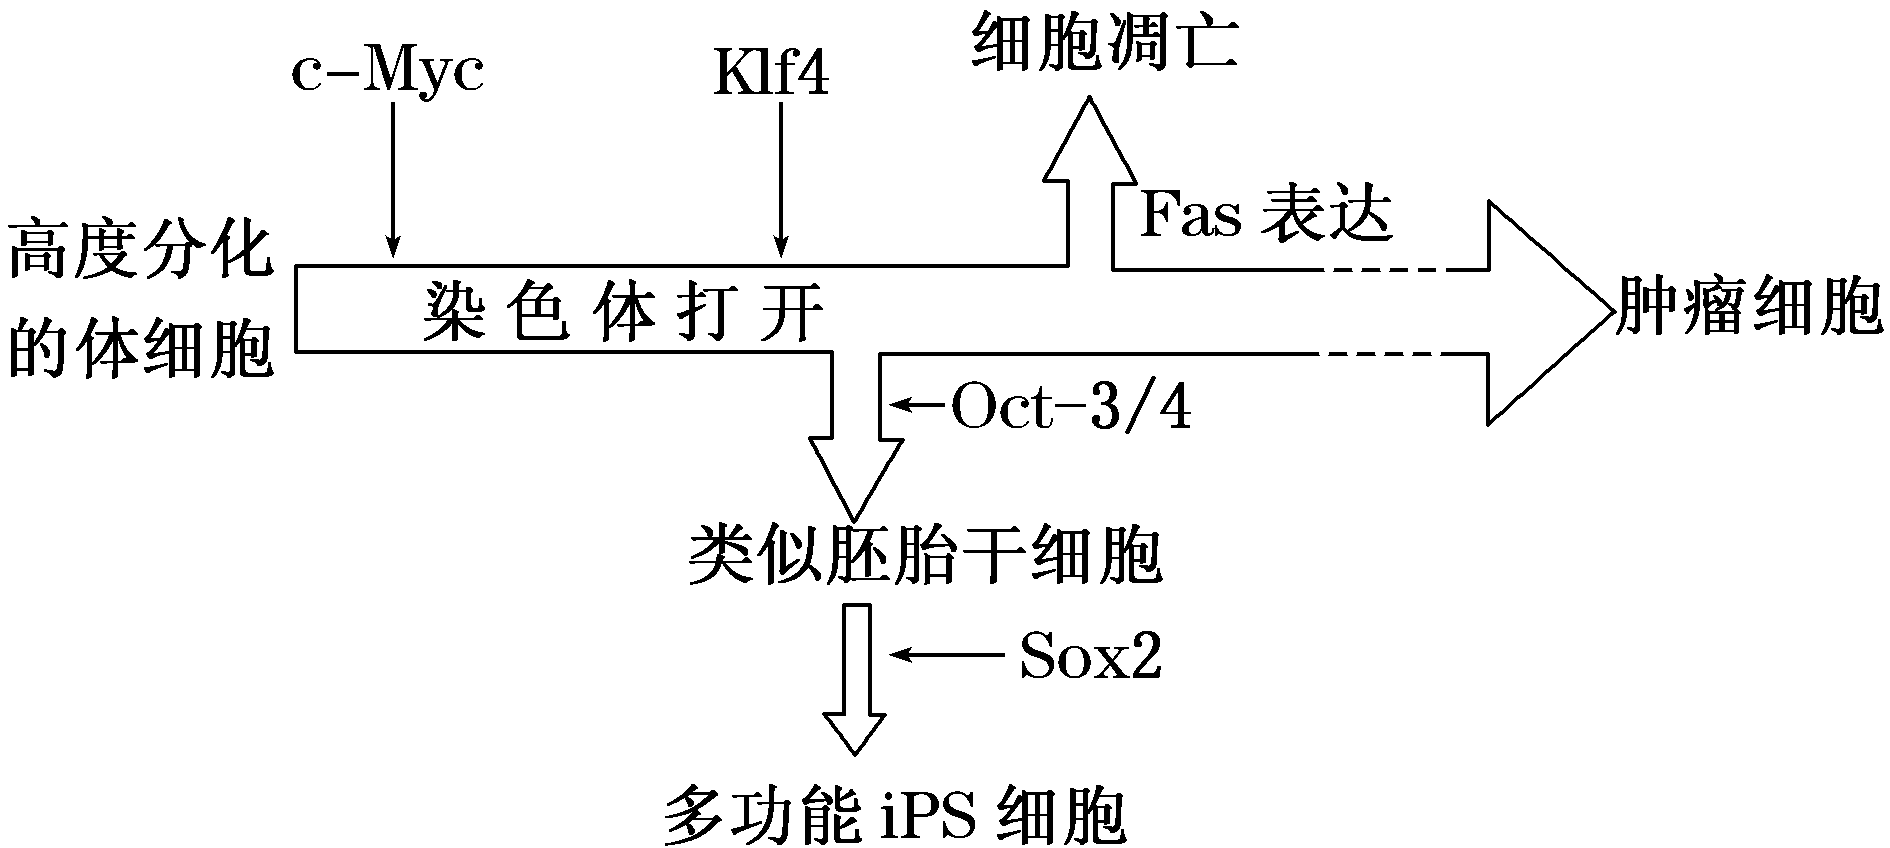 细胞凋亡
c-Myc
Klf4
Fas 表达
高度分化
的体细胞
染色体打开
肿瘤细胞
Oct-3/4
类似胚胎干细胞
Sox2
多功能 iPS 细胞